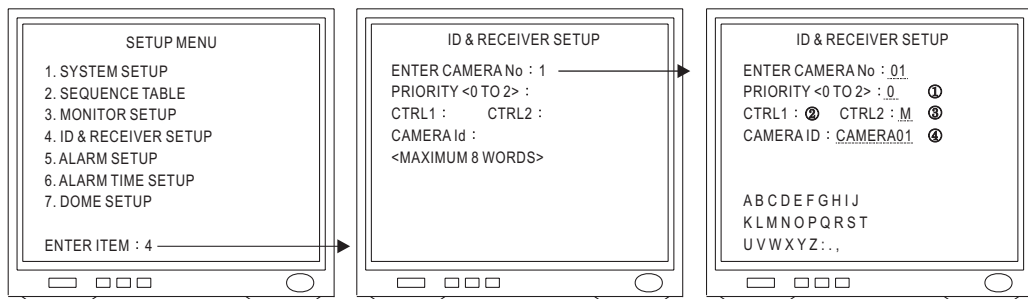 SETUP MENU
1. SYSTEM SETUP
2. SEQUENCE TABLE
3. MONITOR SETUP
4. ID & RECEIVER SETUP
5. ALARM SETUP
6. ALARM TIME SETUP
7. DOME SETUP
ENTER ITEM : 4
ID & RECEIVER SETUP
ENTER CAMERA No : 1
PRIORITY <0 TO 2> :
CTRL1 : CTRL2 :
CAMERA Id :
<MAXIMUM 8 WORDS>
ID & RECEIVER SETUP
ENTER CAMERA No : 01
PRIORITY <0 TO 2> : 0 ①
CTRL1 : ② CTRL2 : M ③
CAMERA ID : CAMERA01 ④
A B C D E F G H I J
K L M N O P Q R S T
U V W X Y Z : . ,